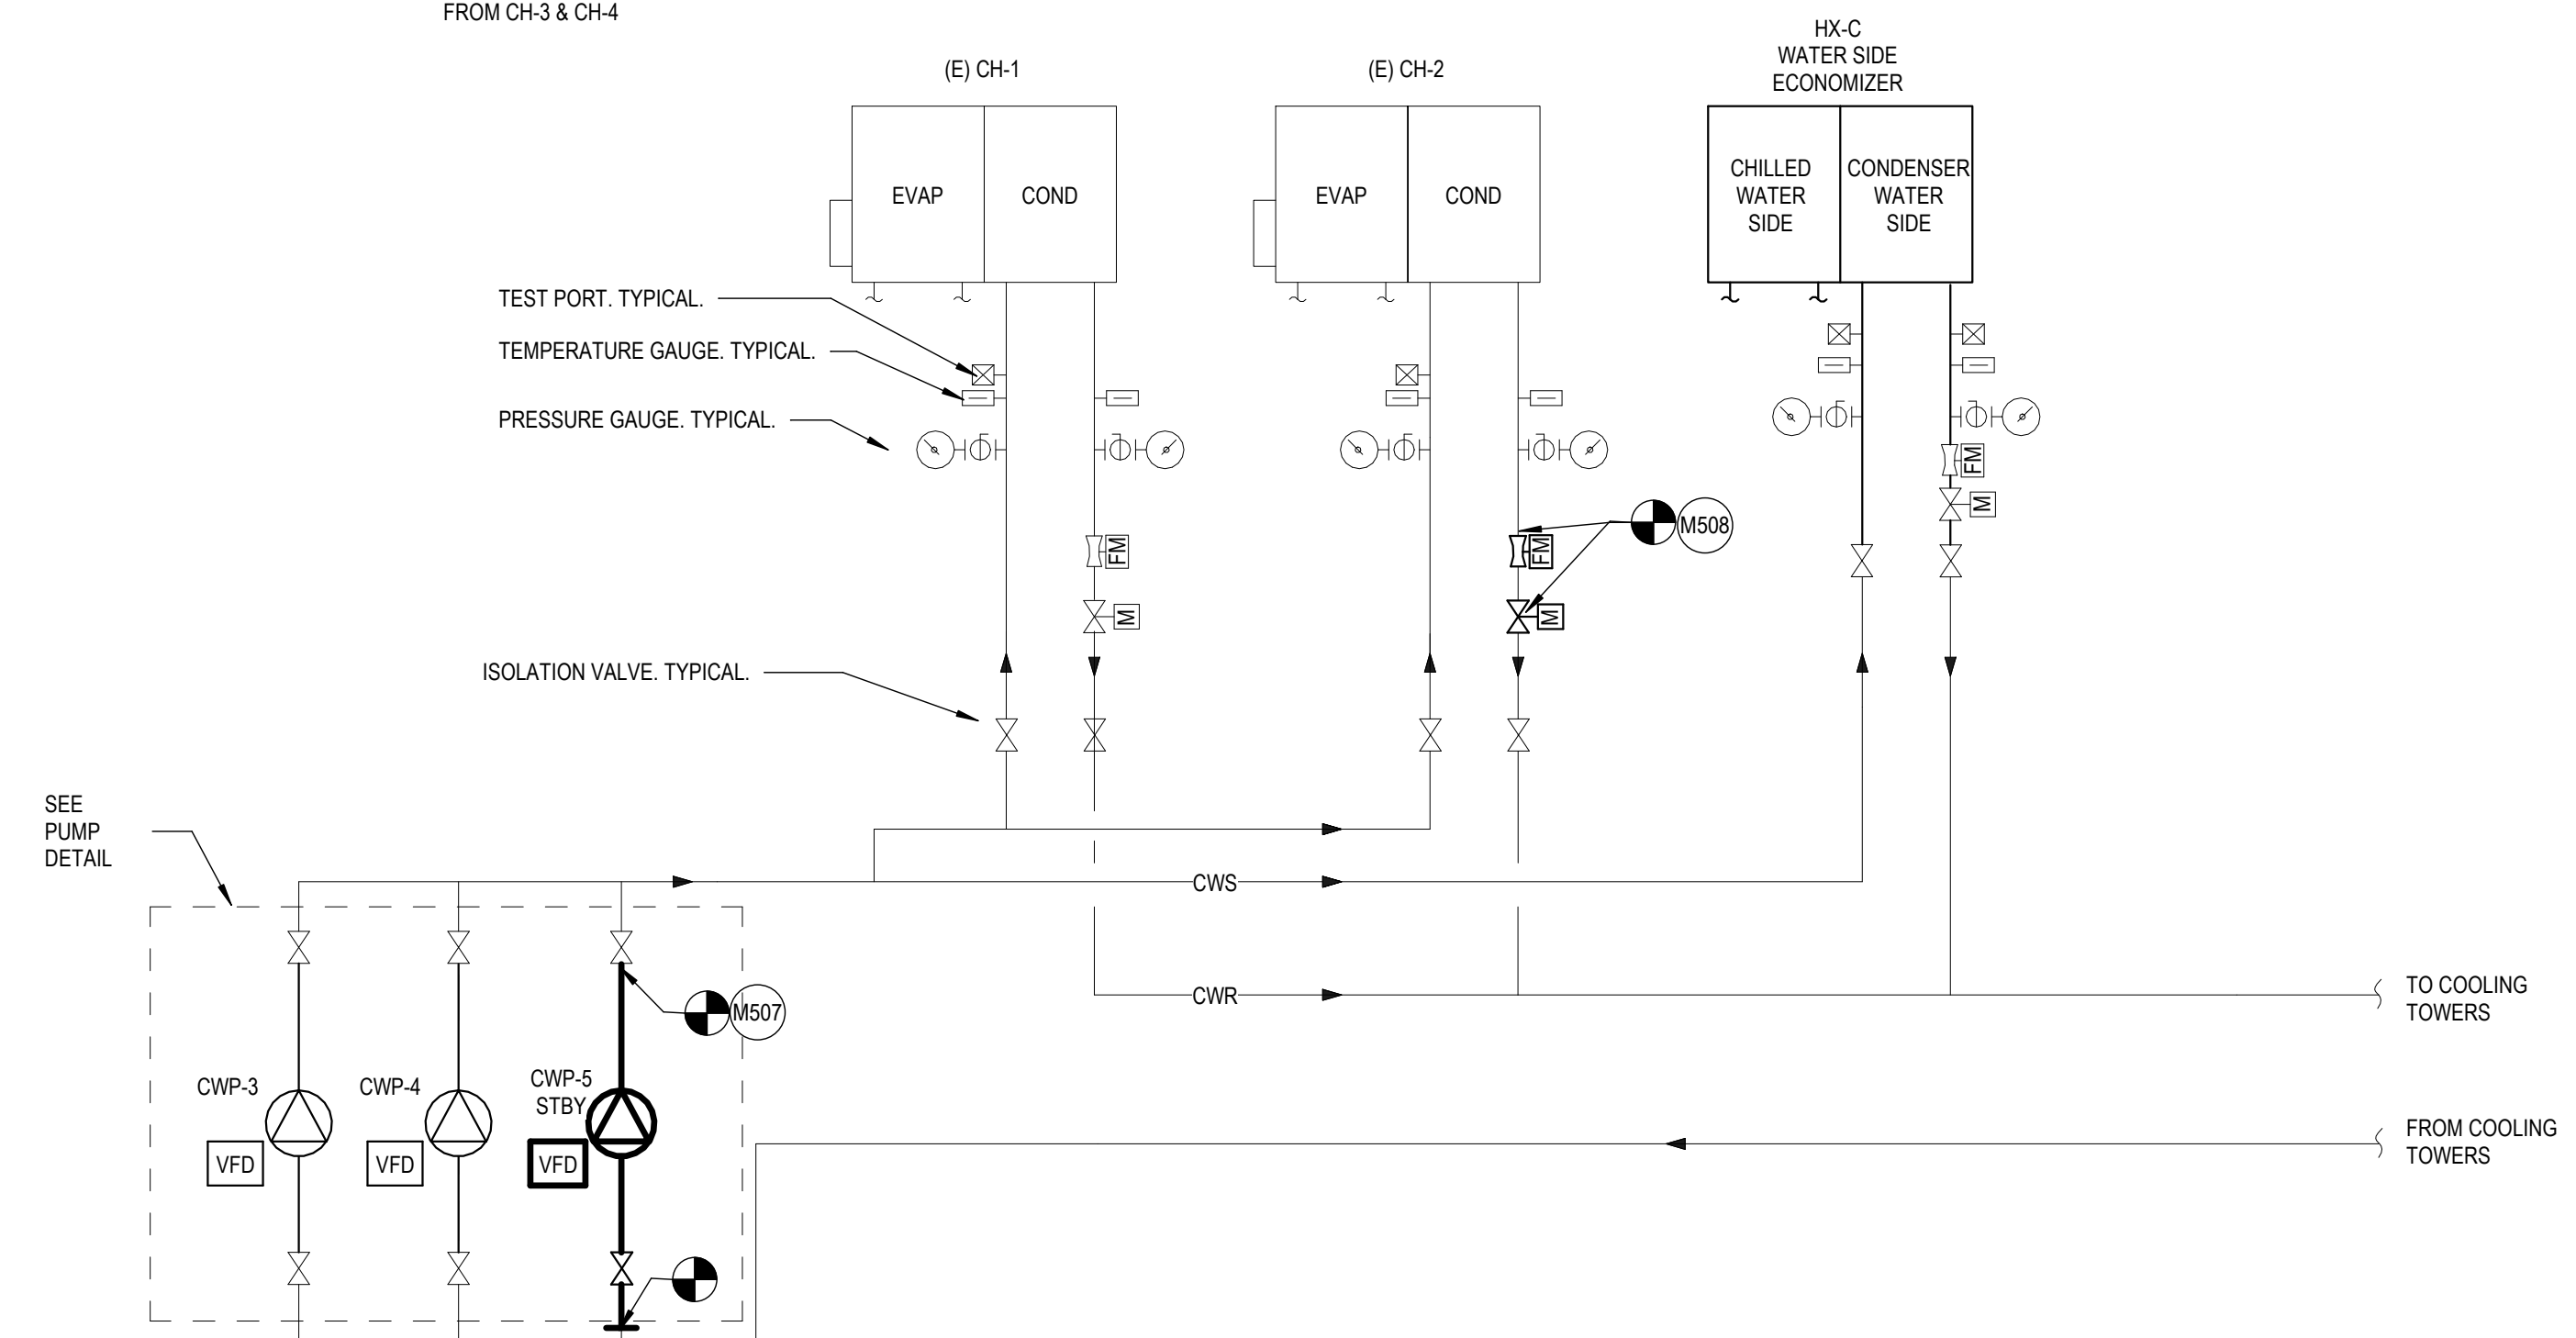 FROM CH-3 & CH-4
(E) CH-1
(E) CH-2
HX-C
WATER SIDE
ECONOMIZER
EVAP
COND
EVAP
COND
CHILLED
WATER
SIDE
CONDENSER
WATER
SIDE
TEST PORT. TYPICAL.
TEMPERATURE GAUGE. TYPICAL.
PRESSURE GAUGE. TYPICAL.
FM
M
FM
M
M508
FM
M
ISOLATION VALVE. TYPICAL.
SEE
PUMP
DETAIL
CWS
CWR
M507
TO COOLING
TOWERS
CWP-3
CWP-4
CWP-5
STBY
VFD
VFD
VFD
FROM COOLING
TOWERS